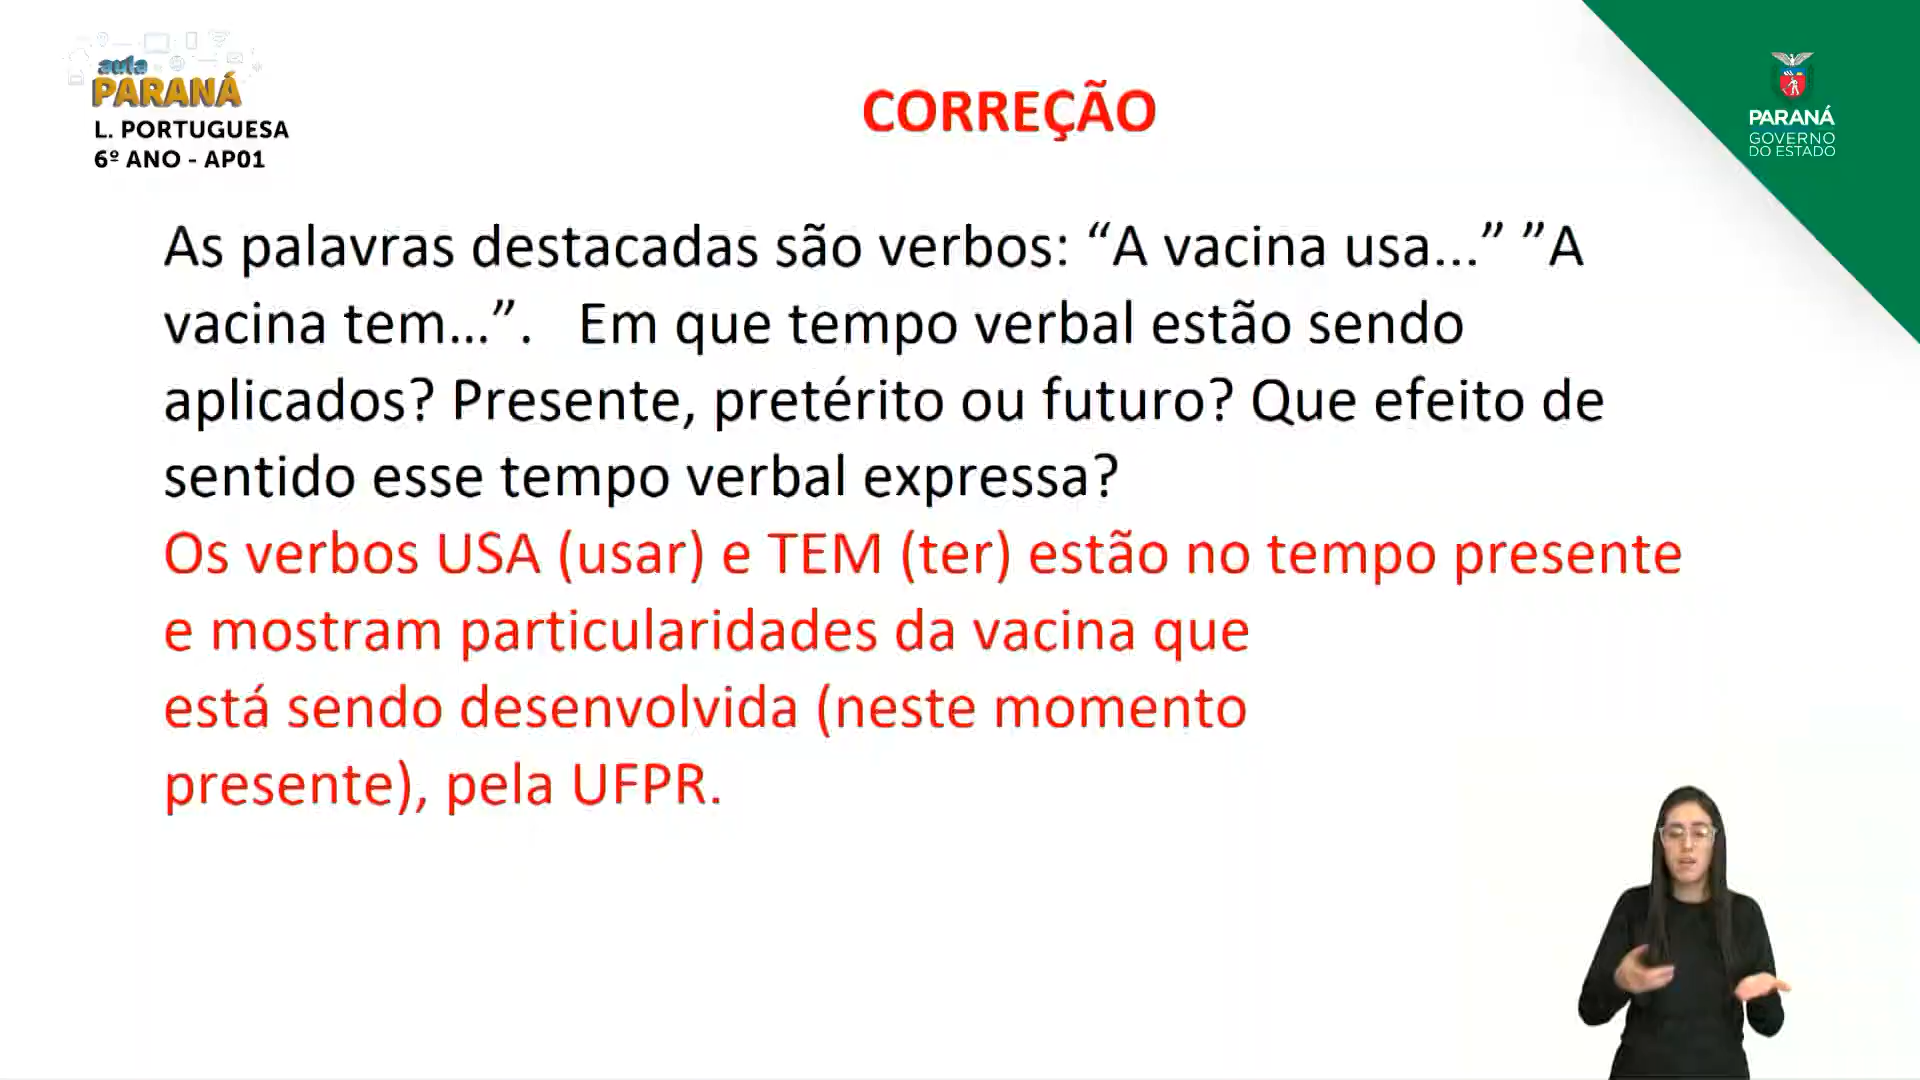 aula
PARANÁ
L. PORTUGUESA
6º ANO - AP01
CORREÇÃO
PARANÁ
GOVERNO
DO ESTADO
As palavras destacadas são verbos: “A vacina usa...” ”A
vacina tem...”.   Em que tempo verbal estão sendo
aplicados? Presente, pretérito ou futuro? Que efeito de
sentido esse tempo verbal expressa?
Os verbos USA (usar) e TEM (ter) estão no tempo presente
e mostram particularidades da vacina que
está sendo desenvolvida (neste momento
presente), pela UFPR.